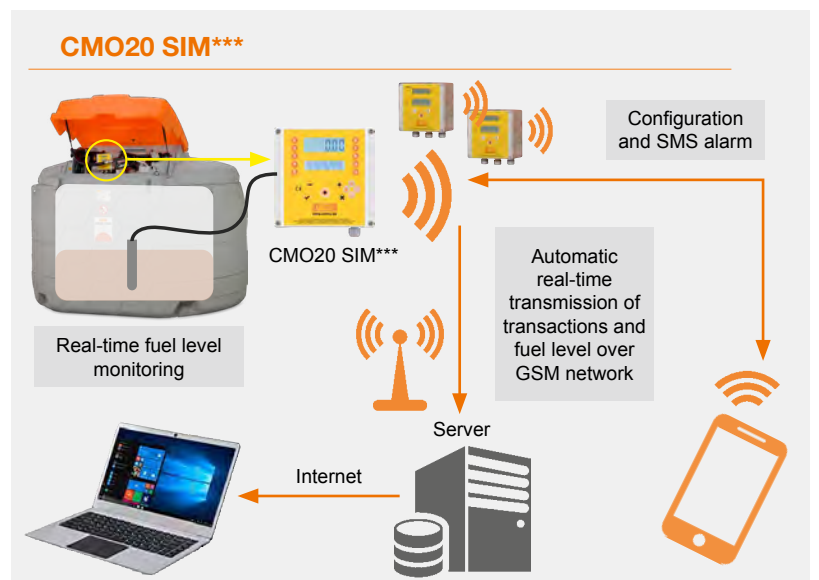 CMO20 SIM***
Configuration
and SMS alarm
000
CMO20 SIM***
Automatic
real-time
transmission of
transactions and
fuel level over
GSM network
Real-time fuel level
monitoring
Server
Internet